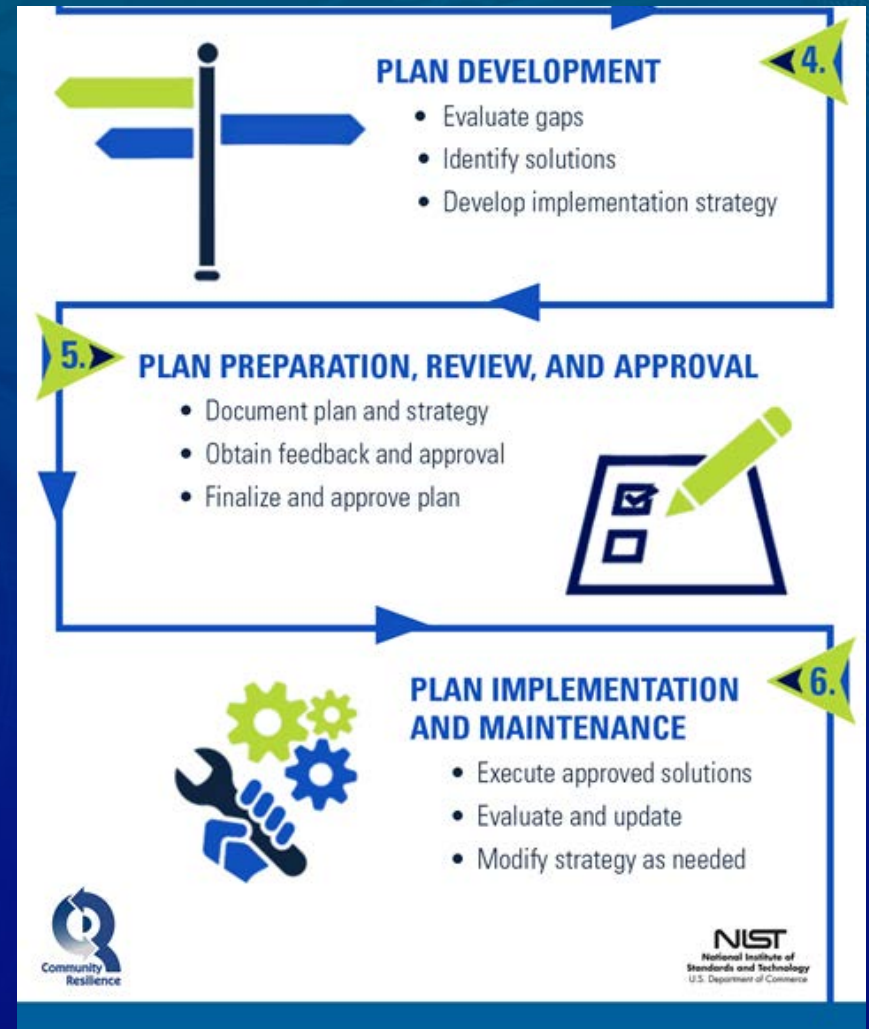 4.
PLAN DEVELOPMENT
• Evaluate gaps
• Identify solutions
• Develop implementation strategy
5.
PLAN PREPARATION, REVIEW, AND APPROVAL
• Document plan and strategy
• Obtain feedback and approval
• Finalize and approve plan
6.
PLAN IMPLEMENTATION
AND MAINTENANCE
• Execute approved solutions
• Evaluate and update
• Modify strategy as needed
Community
Resilience
NIST
National Institute of
Standards and Technology
U.S. Department of Commerce